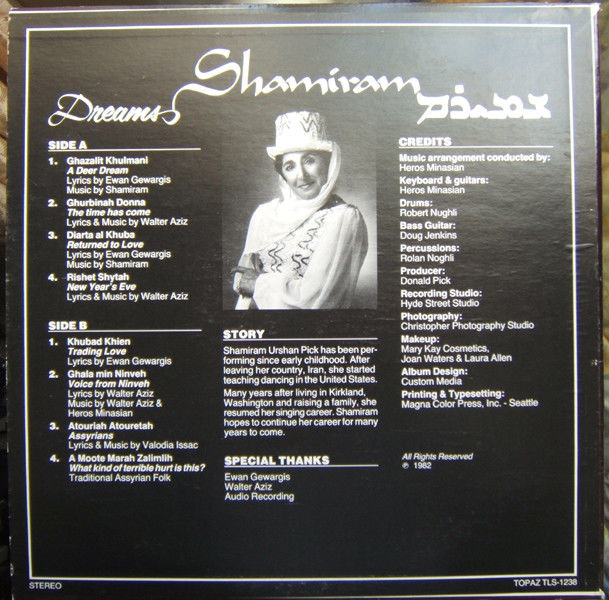 Shamiram
Dreams
ܫܡܝܪܡ
SIDE A
1. Ghazalit Khulmani
A Deer Dream
Lyrics by Ewan Gewargis
Music by Shamiram
2. Ghurbinah Donna
The time has come
Lyrics & Music by Walter Aziz
3. Diarta al Khuba
Returned to Love
Lyrics by Ewan Gewargis
Music by Shamiram
4. Rishet Shytah
New Year's Eve
Lyrics & Music by Walter Aziz
SIDE B
1. Khubad Khien
Trading Love
Lyrics by Ewan Gewargis
2. Ghala min Ninveh
Voice from Ninveh
Lyrics by Walter Aziz
Music by Walter Aziz &
Heros Minasian
3. Atouriah Atouretah
Assyrians
Lyrics & Music by Valodia Issac
4. A Moote Marah Zalimlih
What kind of terrible hurt is this?
Traditional Assyrian Folk
STORY
Shamiram Urshan Pick has been per-
forming since early childhood. After
leaving her country, Iran, she started
teaching dancing in the United States.
Many years after living in Kirkland,
Washington and raising a family, she
resumed her singing career. Shamiram
hopes to continue her career for many
years to come.
SPECIAL THANKS
Ewan Gewargis
Walter Aziz
Audio Recording
CREDITS
Music arrangement conducted by:
Heros Minasian
Keyboard & guitars:
Heros Minasian
Drums:
Robert Nughli
Bass Guitar:
Doug Jenkins
Percussions:
Rolan Noghli
Producer:
Donald Pick
Recording Studio:
Hyde Street Studio
Photography:
Christopher Photography Studio
Makeup:
Mary Kay Cosmetics,
Joan Waters & Laura Allen
Album Design:
Custom Media
Printing & Typesetting:
Magna Color Press, Inc. - Seattle
All Rights Reserved
℗ 1982
STEREO
TOPAZ TLS-1238